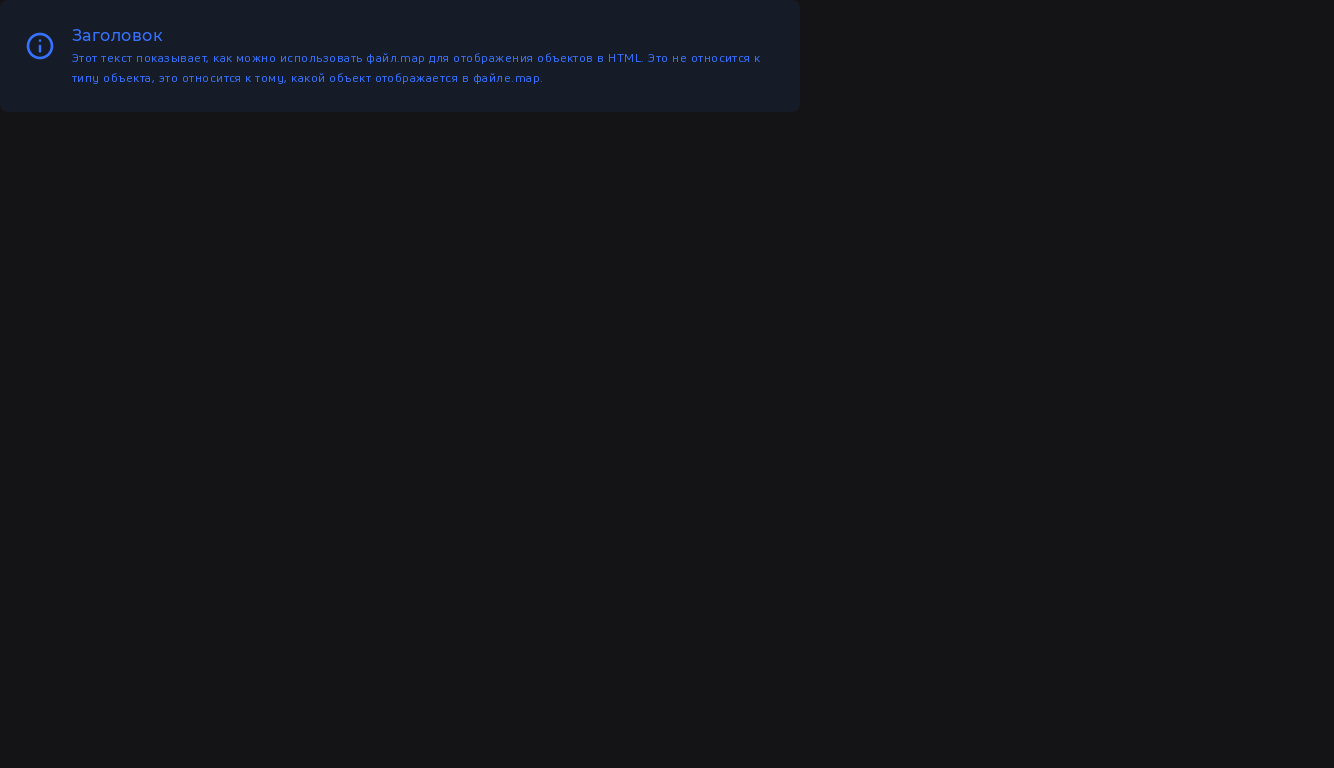 Заголовок
Этот текст показывает, как можно использовать файл.map для отображения объектов в HTML. Это не относится к
типу объекта, это относится к тому, какой объект отображается в файле.map.